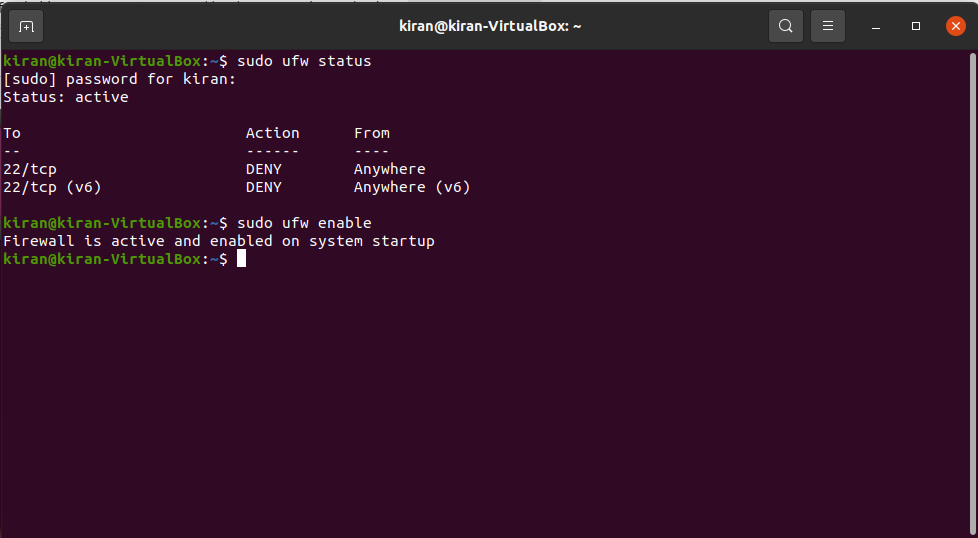 kiran@kiran-VirtualBox: ~
kiran@kiran-VirtualBox:~$ sudo ufw status
[sudo] password for kiran:
Status: active
To                         Action      From
--                         ------      ----
22/tcp                     DENY        Anywhere
22/tcp (v6)                DENY        Anywhere (v6)
kiran@kiran-VirtualBox:~$ sudo ufw enable
Firewall is active and enabled on system startup
kiran@kiran-VirtualBox:~$